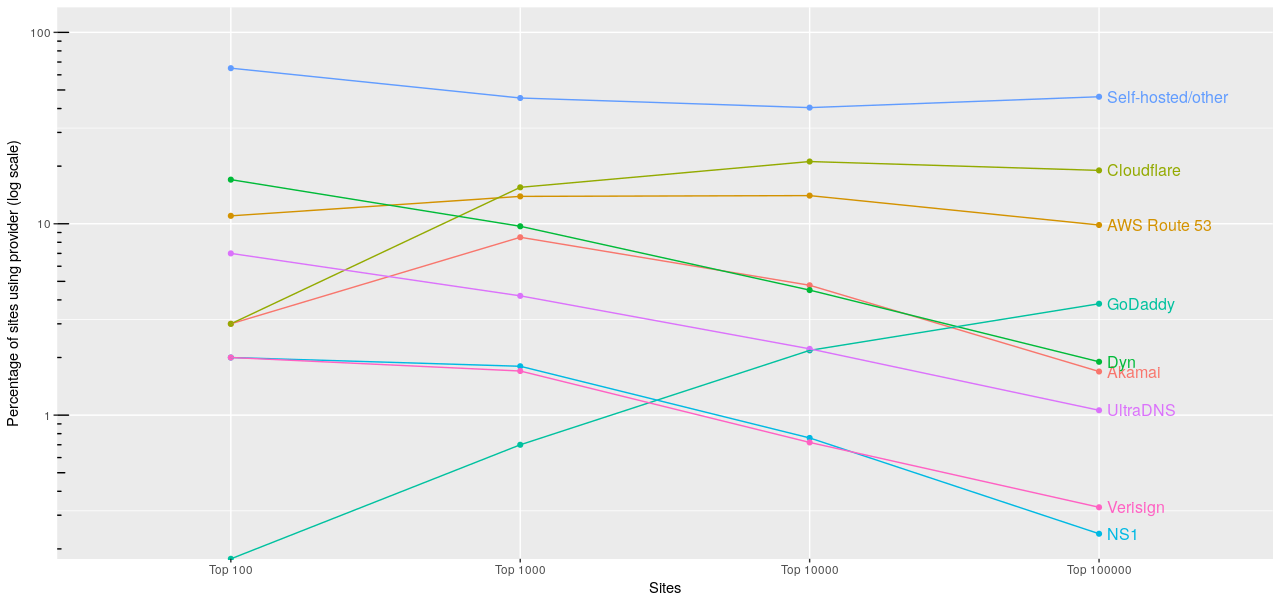 Percentage of sites using provider (log scale)
100
10
1
Self-hosted/other
Cloudflare
AWS Route 53
GoDaddy
Dyn
Akamai
UltraDNS
Verisign
NS1
Top 100
Top 1000
Top 10000
Top 100000
Sites